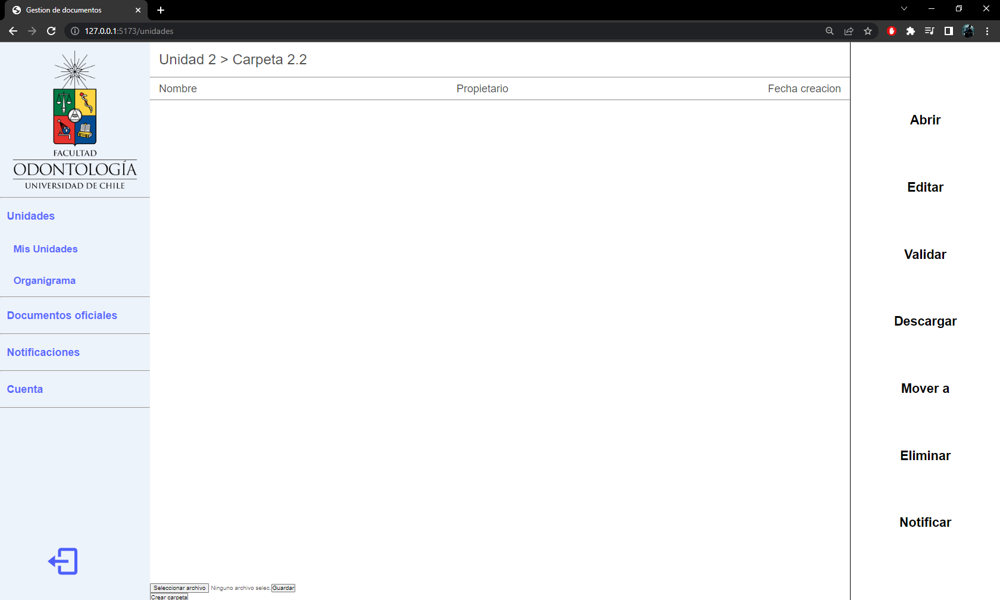 Gestion de documentos
127.0.0.1:5173/unidades
FACULTAD
ODONTOLOGÍA
UNIVERSIDAD DE CHILE
Unidades
Mis Unidades
Organigrama
Documentos oficiales
Notificaciones
Cuenta
Unidad 2 > Carpeta 2.2
Nombre Propietario Fecha creacion
Seleccionar archivo Ninguno archivo selec. Guardar
Crear carpeta
Abrir
Editar
Validar
Descargar
Mover a
Eliminar
Notificar